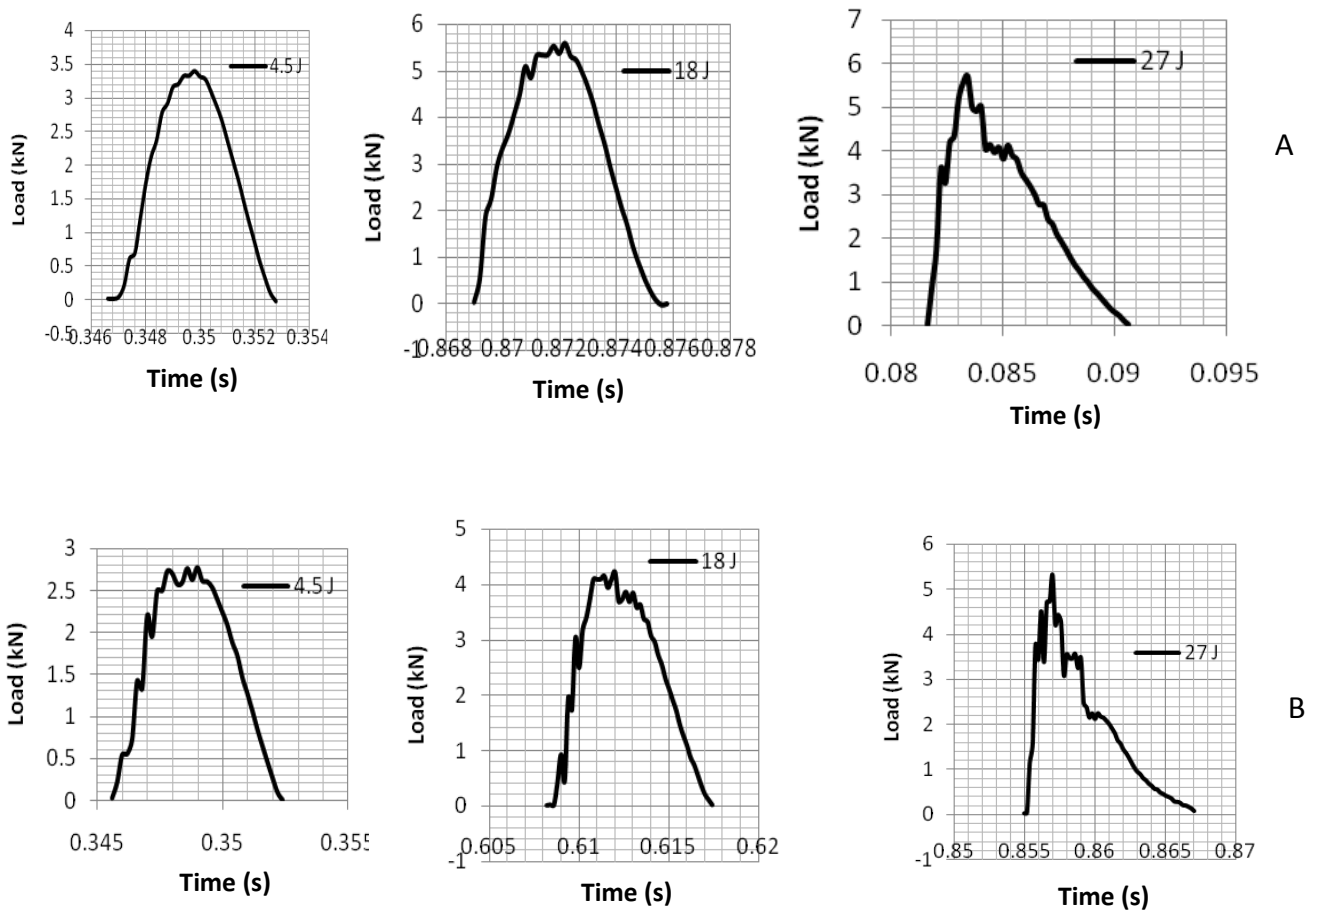 4
3.5
3
2.5
2
1.5
1
0.5
0
-0.5
4.5 J
Load (kN)
0.346 0.348 0.35 0.352 0.354
Time (s)
6
5
4
3
2
1
0
-1
18 J
Load (kN)
0.868 0.87 0.872 0.874 0.876 0.878
Time (s)
7
6
5
4
3
2
1
0
27 J
Load (kN)
0.08 0.085 0.09 0.095
Time (s)
A
3
2.5
2
1.5
1
0.5
0
4.5 J
Load (kN)
0.345 0.35 0.355
Time (s)
5
4
3
2
1
0
-1
18 J
Load (kN)
0.605 0.61 0.615 0.62
Time (s)
6
5
4
3
2
1
0
-1
27 J
Load (kN)
0.85 0.855 0.86 0.865 0.87
Time (s)
B